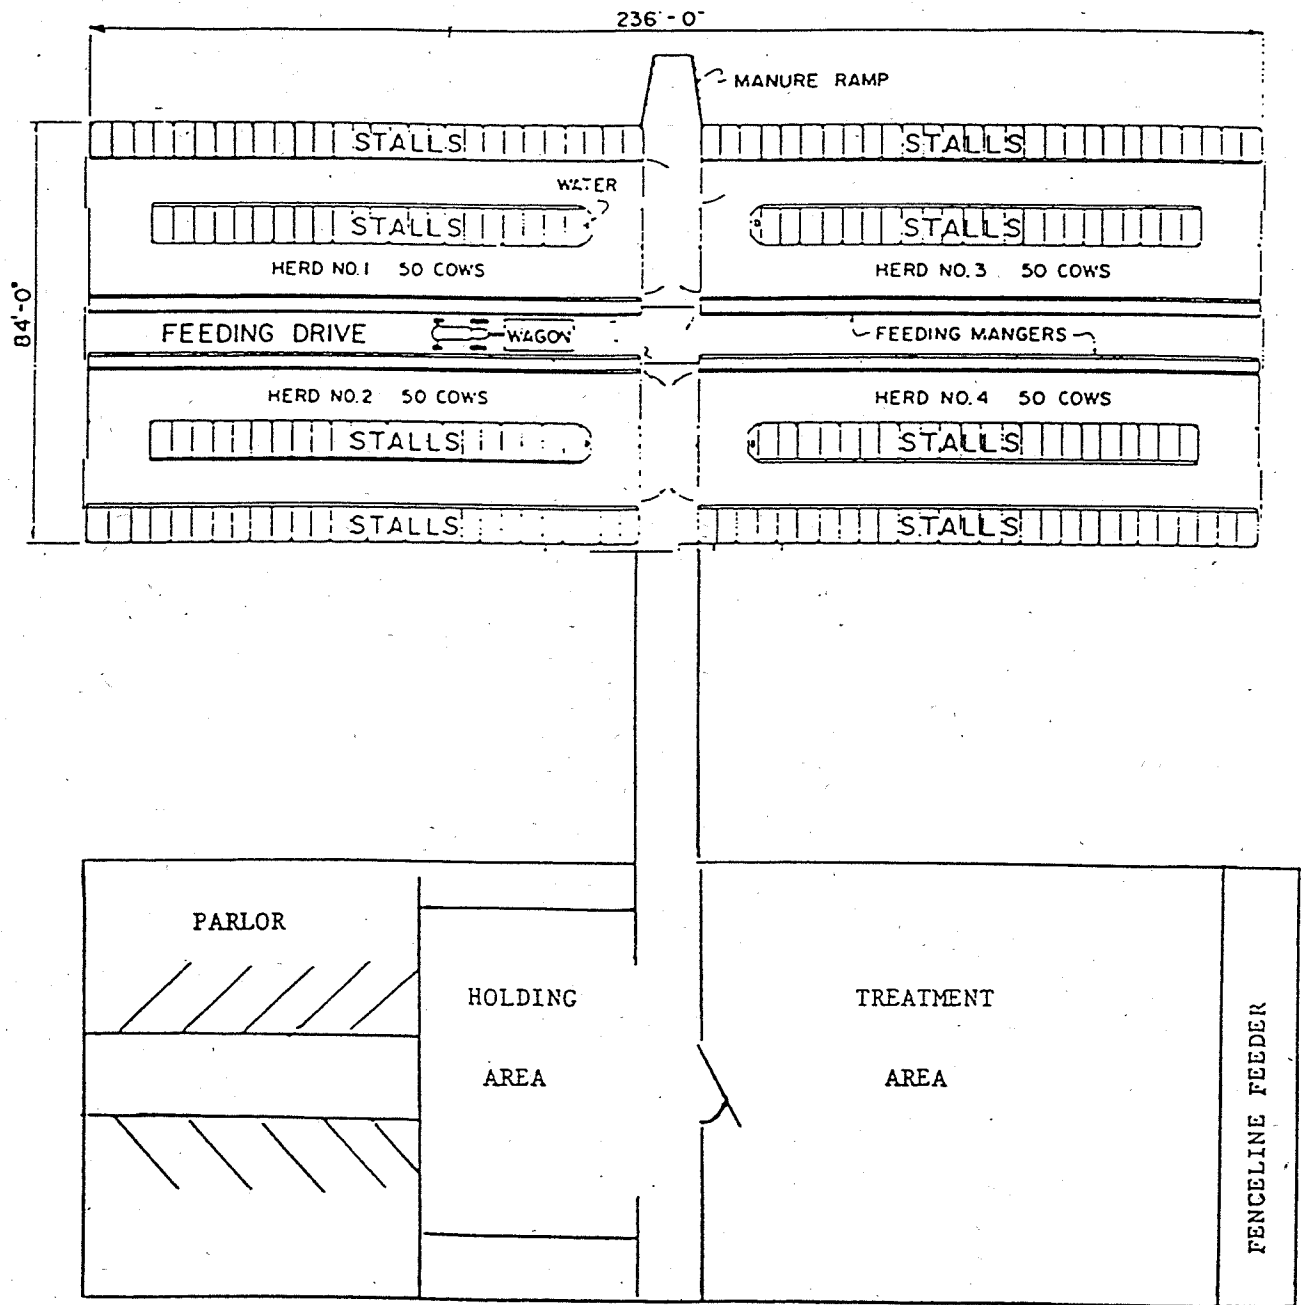 236'-0"
MANURE RAMP
STALLS STALLS
WATER
STALLS STALLS
HERD NO.1 50 COWS HERD NO.3 50 COWS
84'-0"
FEEDING DRIVE WAGON FEEDING MANGERS
HERD NO.2 50 COWS HERD NO.4 50 COWS
STALLS STALLS
STALLS STALLS
PARLOR
HOLDING
AREA
TREATMENT
AREA
FENCELINE FEEDER